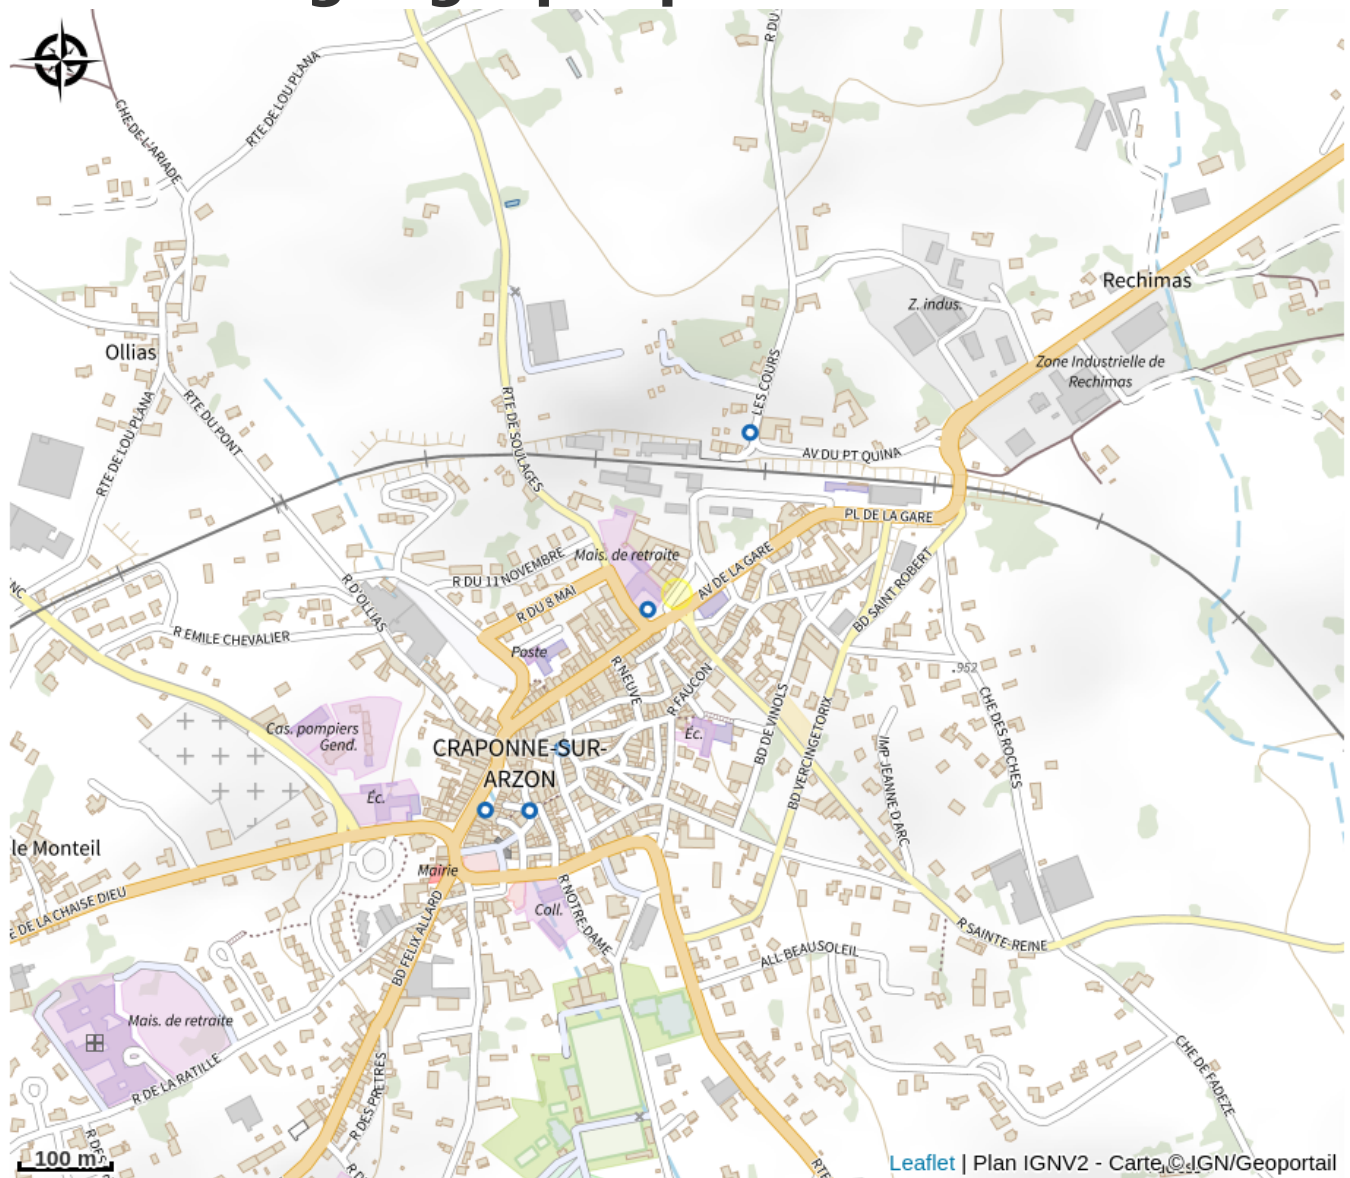 R DU
CHE DE L'ARIADE
RTE DE LOU PLANA
Rechimas
Z. indus.
Ollias
Zone Industrielle de
Rechimas
LES COURS
RTE DU PONT
RTE DE LOU PLANA
RTE DE SOULAGES
AV DU PT QUINA
PL DE LA GARE
Mais. de retraite
AV DE LA GARE
R DU 11 NOVEMBRE
NC
R D'OLLIAS
R DU 8 MAI
BD SAINT ROBERT
R EMILE CHEVALIER
Poste
R NEUVE
R FAUCON
952
CHE DES ROCHES
Cas. pompiers
Gend.
Éc.
BD DE VINOLS
BD VERCINGETORIX
IMP JEANNE D'ARC
CRAPONNE-SUR-
ARZON
Éc.
le Monteil
Mairie
E DE LA CHAISE DIEU
Coll.
R NOTRE-DAME
BD FELIX ALLARD
R SAINTE-REINE
ALL BEAUSOLEIL
Mais. de retraite
R DE LA RATILLE
R DES PRETRES
CHE DE FADEZE
R DES
R D
RTE
100 m
Leaflet | Plan IGNV2 - Carte © IGN/Geoportail